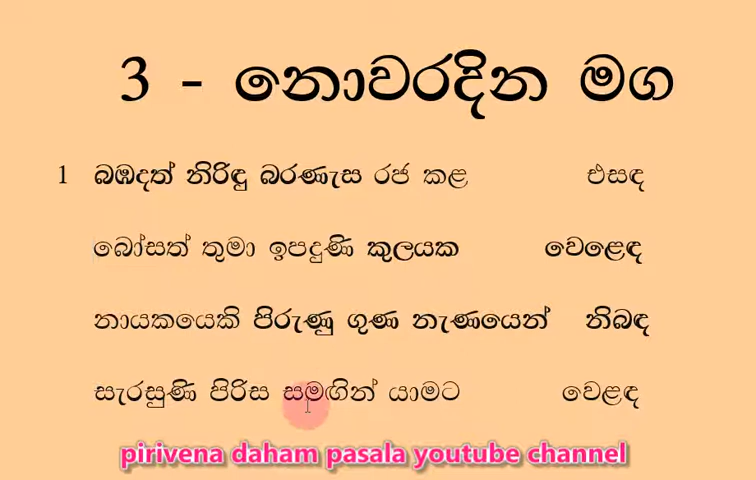 3 - නොවරදින මග
1 බඹදත් නිරිඳු බරණැස රජ කළ එසඳ
බෝසත් තුමා ඉපදුණි කුලයක වෙළෙඳ
නායකයෙකි පිරුණු ගුණ නැණයෙන් නිබඳ
සැරසුණි පිරිස සමඟින් යාමට වෙළඳ
pirivena daham pasala youtube channel